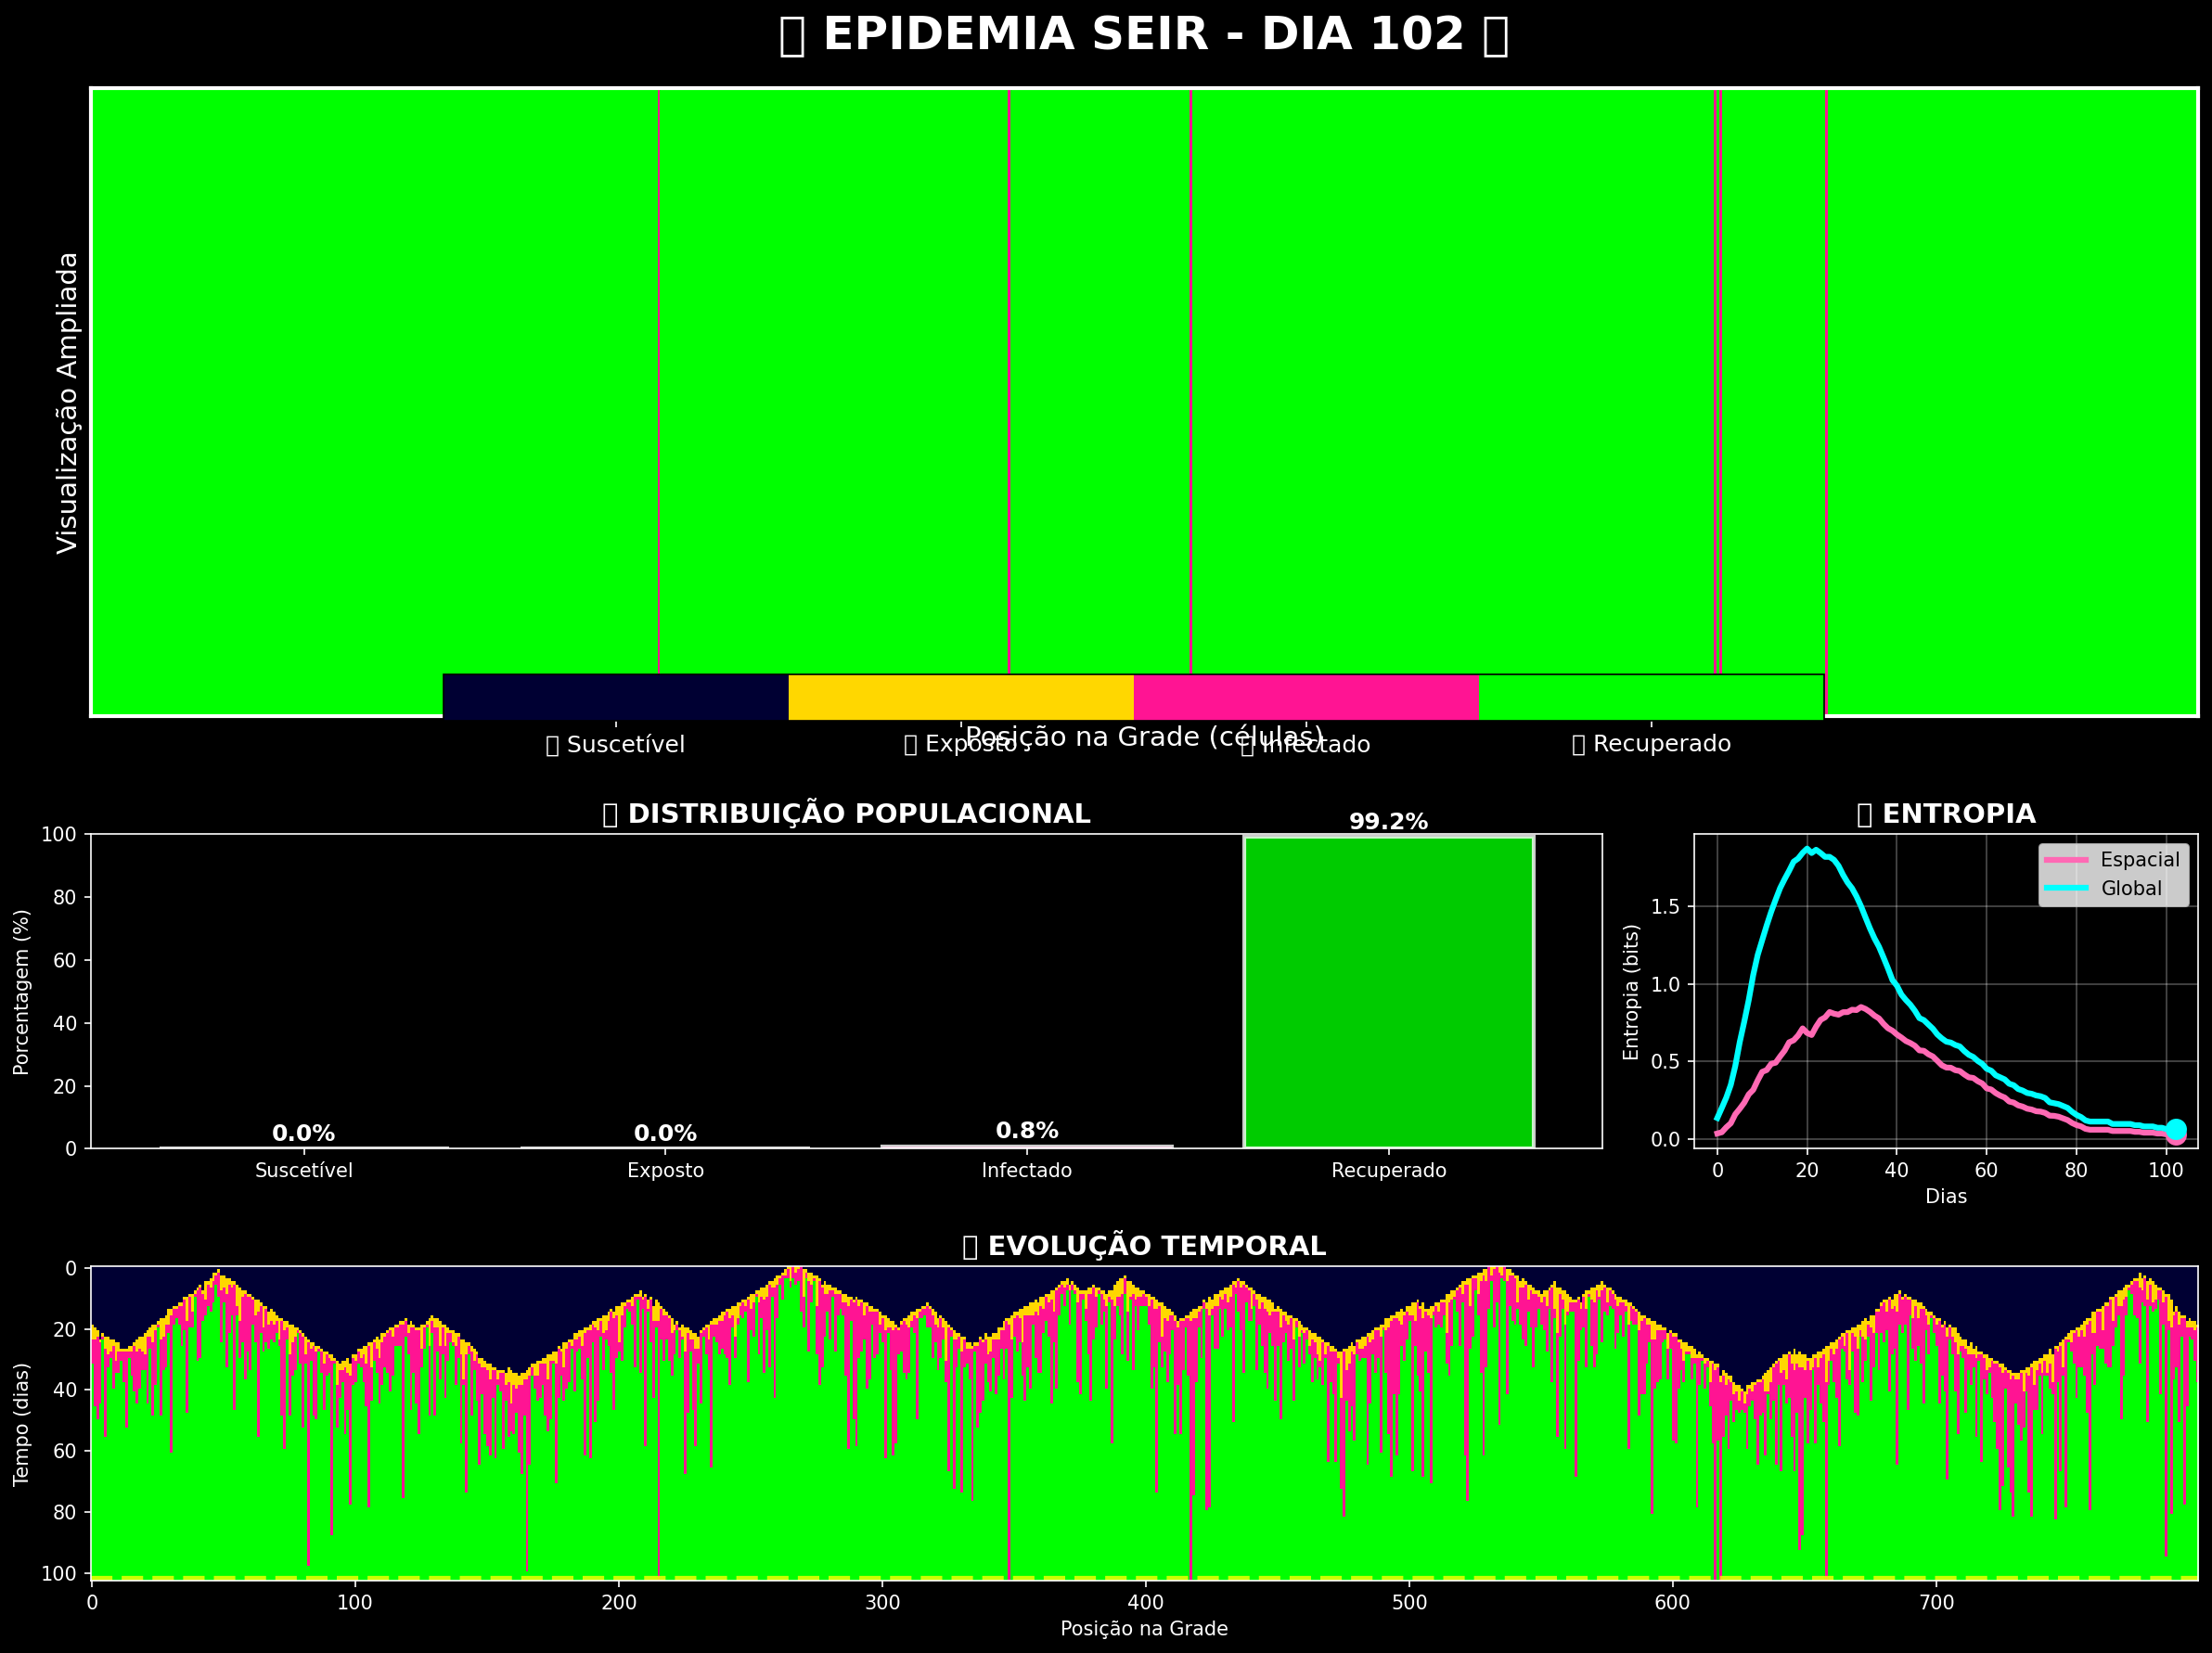 EPIDEMIA SEIR - DIA 102
Visualização Ampliada
Posição na Grade (células)
Suscetível
Exposto
Infectado
Recuperado
DISTRIBUIÇÃO POPULACIONAL
Porcentagem (%)
100
80
60
40
20
0
0.0%
0.0%
0.8%
99.2%
Suscetível
Exposto
Infectado
Recuperado
ENTROPIA
Espacial
Global
Entropia (bits)
1.5
1.0
0.5
0.0
0 20 40 60 80 100
Dias
EVOLUÇÃO TEMPORAL
Tempo (dias)
0
20
40
60
80
100
0 100 200 300 400 500 600 700
Posição na Grade